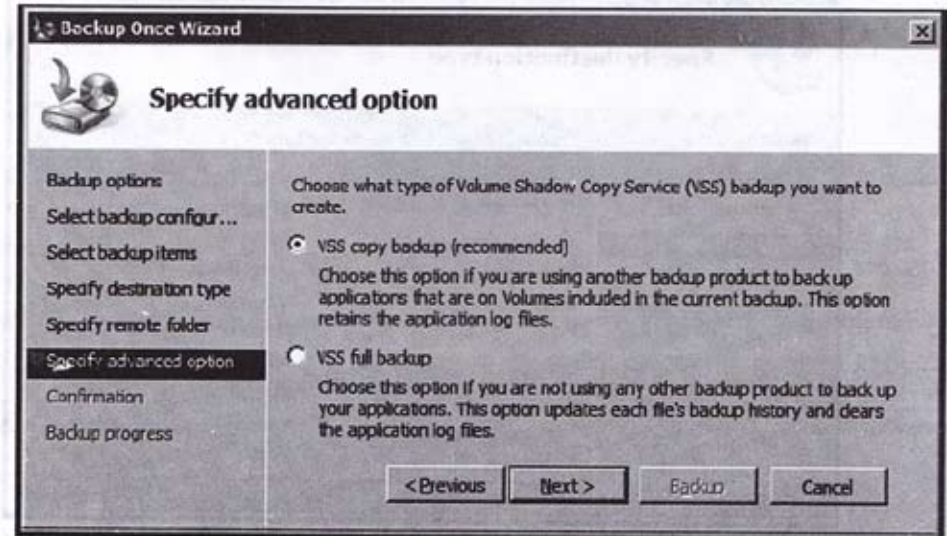 Backup Once Wizard
Specify advanced option
Backup options
Select backup configur...
Select backup items
Specify destination type
Specify remote folder
Specify advanced option
Confirmation
Backup progress
Choose what type of Volume Shadow Copy Service (VSS) backup you want to
create.
VSS copy backup (recommended)
Choose this option if you are using another backup product to back up
applications that are on Volumes included in the current backup. This option
retains the application log files.
VSS full backup
Choose this option if you are not using any other backup product to back up
your applications. This option updates each file's backup history and clears
the application log files.
< Previous
Next >
Backup
Cancel